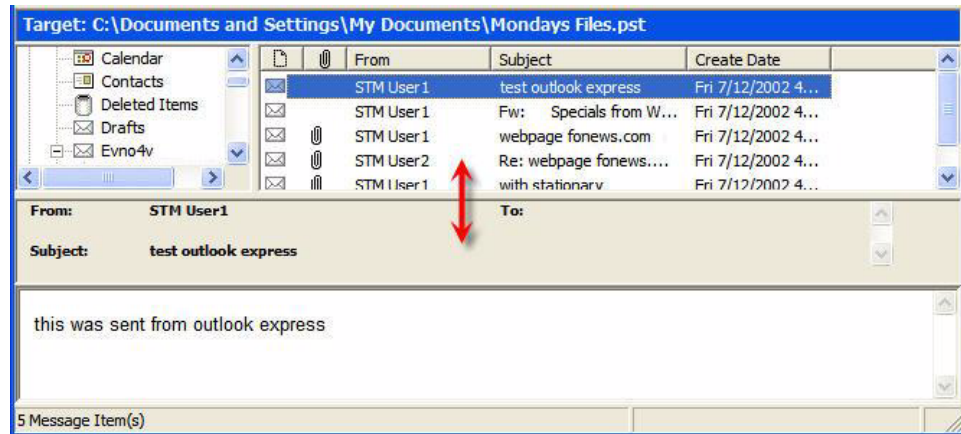 Target: C:\Documents and Settings\My Documents\Mondays Files.pst
Calendar
Contacts
Deleted Items
Drafts
Evno4v
From Subject Create Date
STM User1 test outlook express Fri 7/12/2002 4...
STM User1 Fw: Specials from W... Fri 7/12/2002 4...
STM User1 webpage fonews.com Fri 7/12/2002 4...
STM User2 Re: webpage fonews.... Fri 7/12/2002 4...
STM User1 with stationary Fri 7/12/2002 4...
From: STM User1 To:
Subject: test outlook express
this was sent from outlook express
5 Message Item(s)